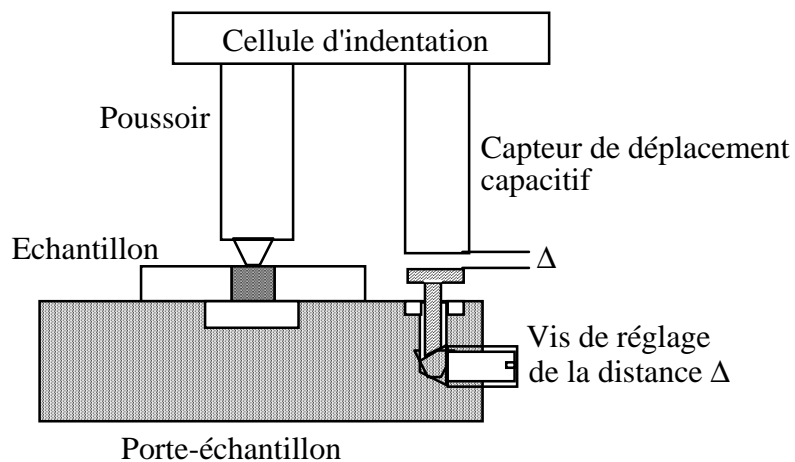 Cellule d'indentation
Poussoir
Capteur de déplacement
capacitif
Echantillon
Δ
Vis de réglage
de la distance Δ
Porte-échantillon